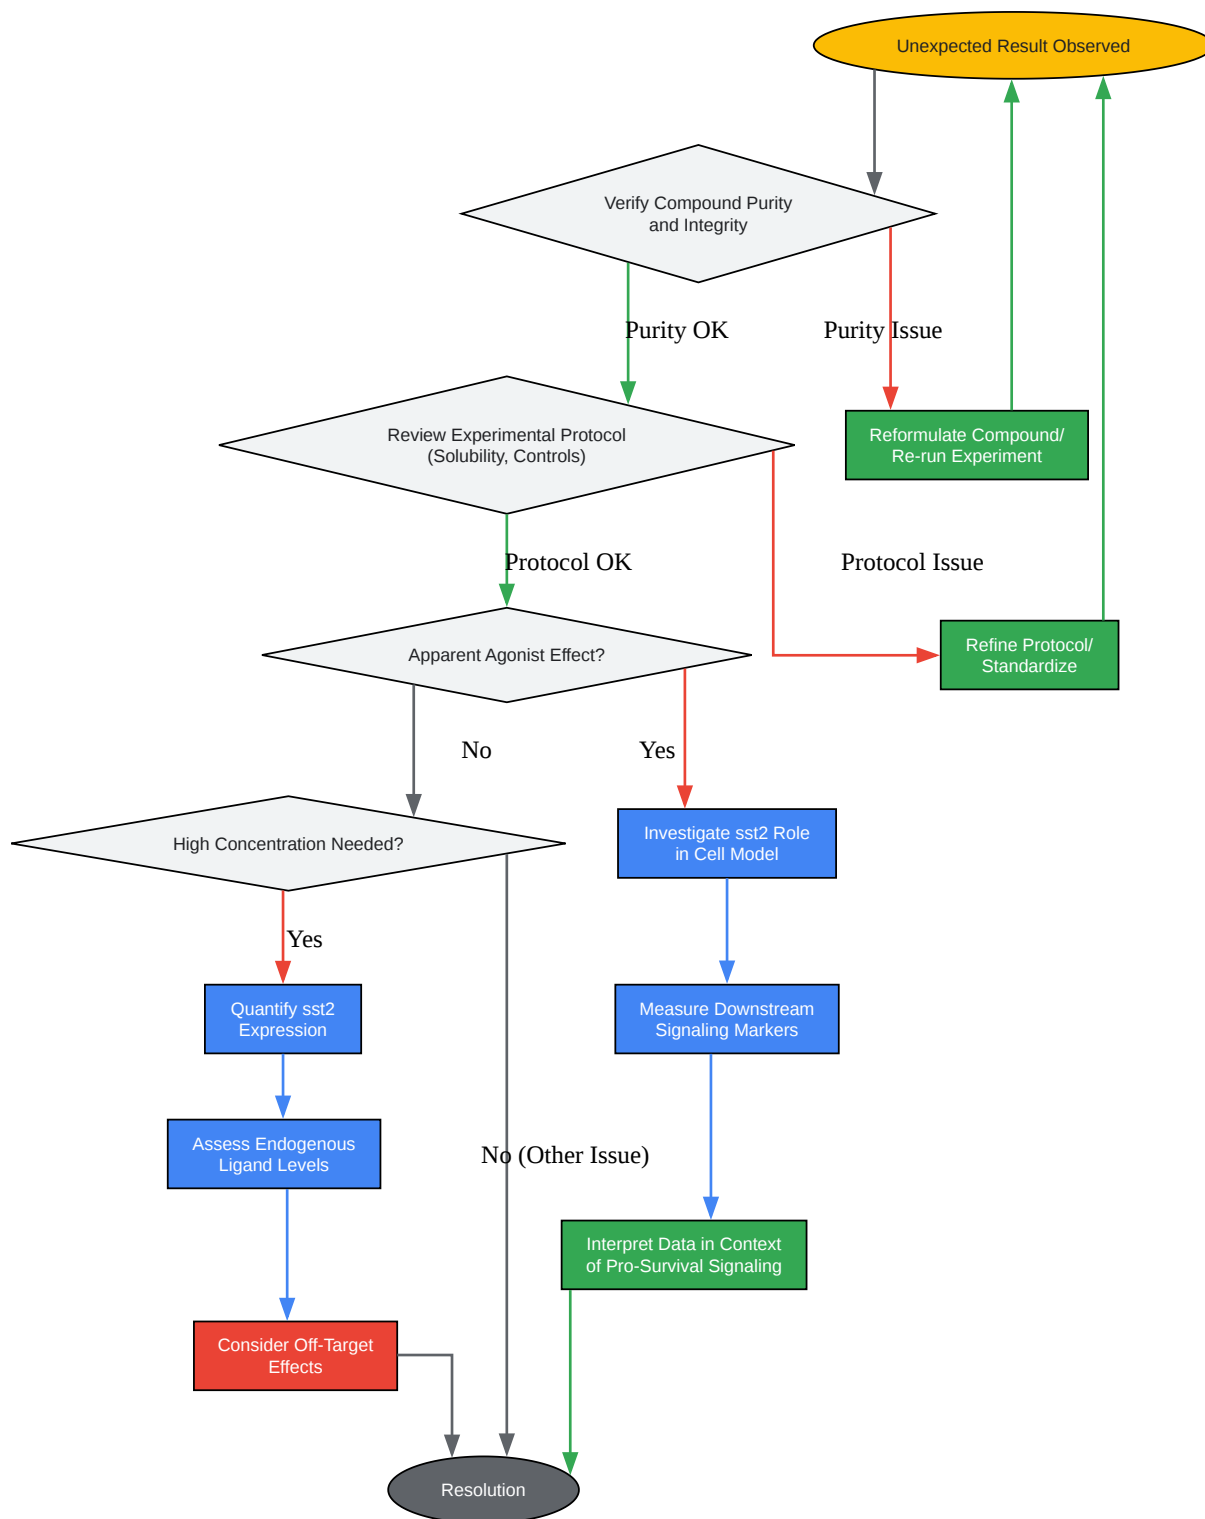 Unexpected Result Observed
Verify Compound Purity
and Integrity
Purity OK
Purity Issue
Review Experimental Protocol
(Solubility, Controls)
Reformulate Compound/
Re-run Experiment
Protocol OK
Protocol Issue
Apparent Agonist Effect?
Refine Protocol/
Standardize
No
Yes
High Concentration Needed?
Investigate sst2 Role
in Cell Model
Yes
Quantify sst2
Expression
Measure Downstream
Signaling Markers
Assess Endogenous
Ligand Levels
No (Other Issue)
Interpret Data in Context
of Pro-Survival Signaling
Consider Off-Target
Effects
Resolution